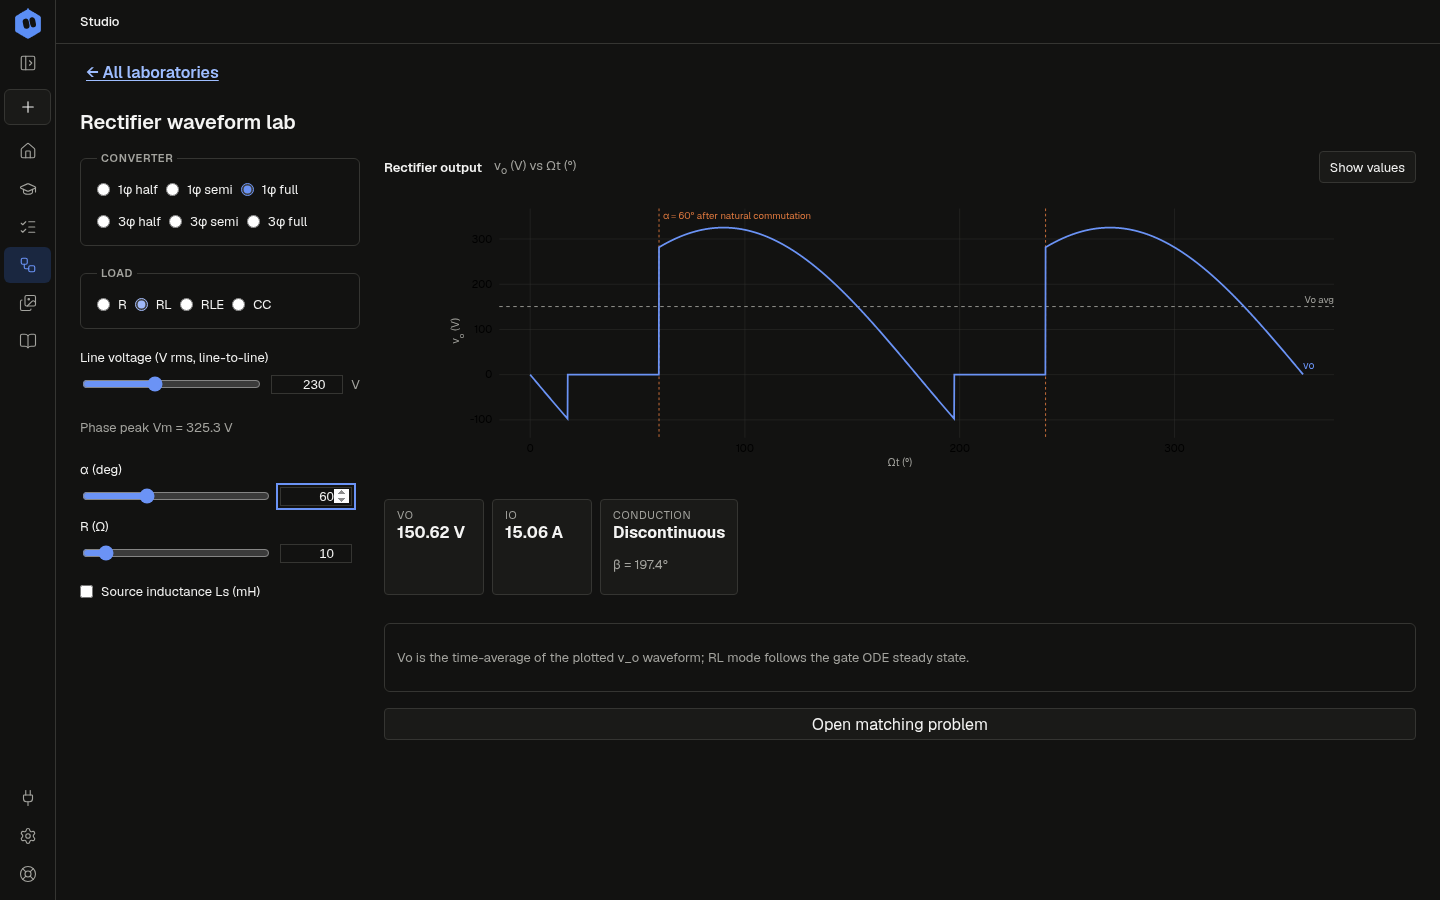 Studio
← All laboratories
Rectifier waveform lab
CONVERTER
1φ half 1φ semi 1φ full
3φ half 3φ semi 3φ full
LOAD
R RL RLE CC
Line voltage (V rms, line-to-line)
230 V
Phase peak Vm = 325.3 V
α (deg)
60
R (Ω)
10
Source inductance Ls (mH)
Rectifier output vo (V) vs Ωt (°)
Show values
α = 60° after natural commutation
300
200
Vo avg
100
vo (V)
0
vo
-100
0 100 200 300
Ωt (°)
VO
150.62 V
IO
15.06 A
CONDUCTION
Discontinuous
β = 197.4°
Vo is the time-average of the plotted v_o waveform; RL mode follows the gate ODE steady state.
Open matching problem